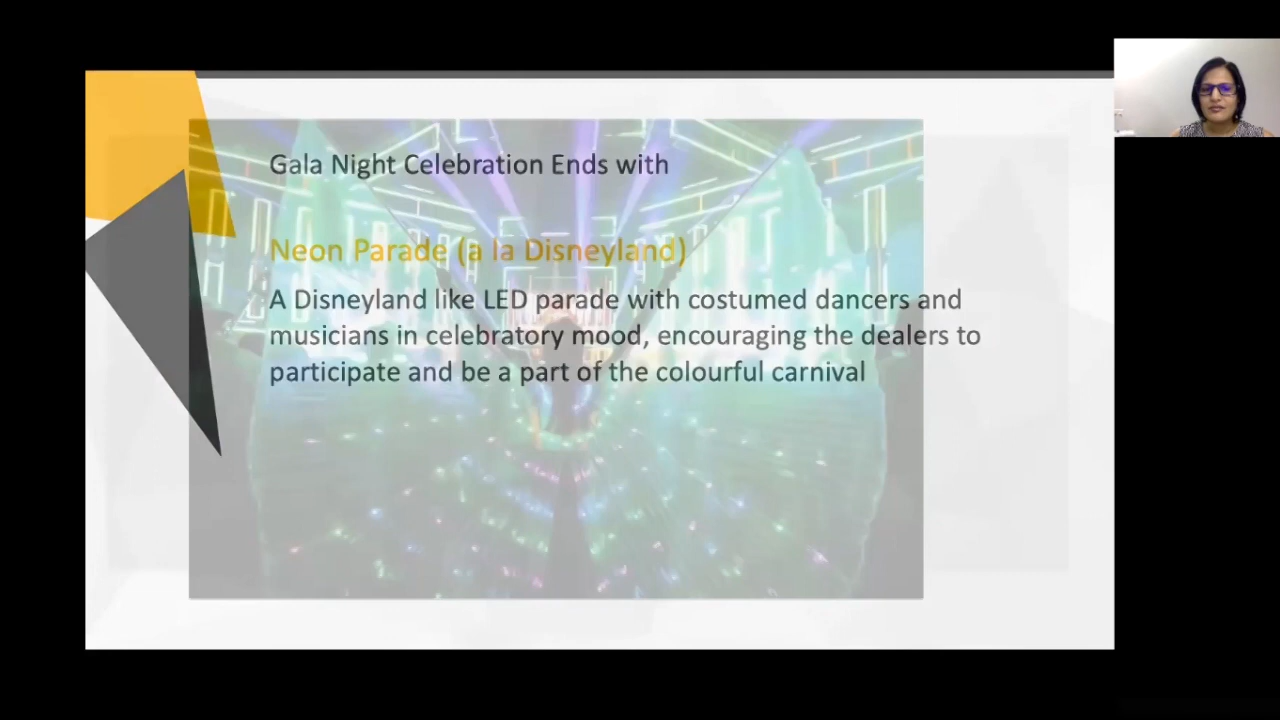 Gala Night Celebration Ends with
Neon Parade (a la Disneyland)
A Disneyland like LED parade with costumed dancers and
musicians in celebratory mood, encouraging the dealers to
participate and be a part of the colourful carnival